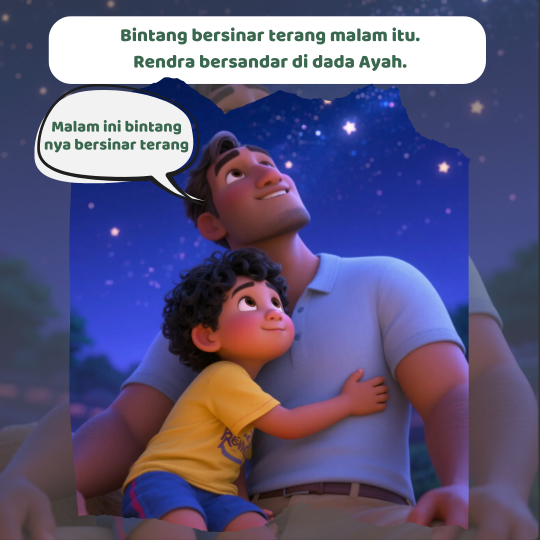 Bintang bersinar terang malam itu.
Rendra bersandar di dada Ayah.
Malam ini bintang
nya bersinar terang